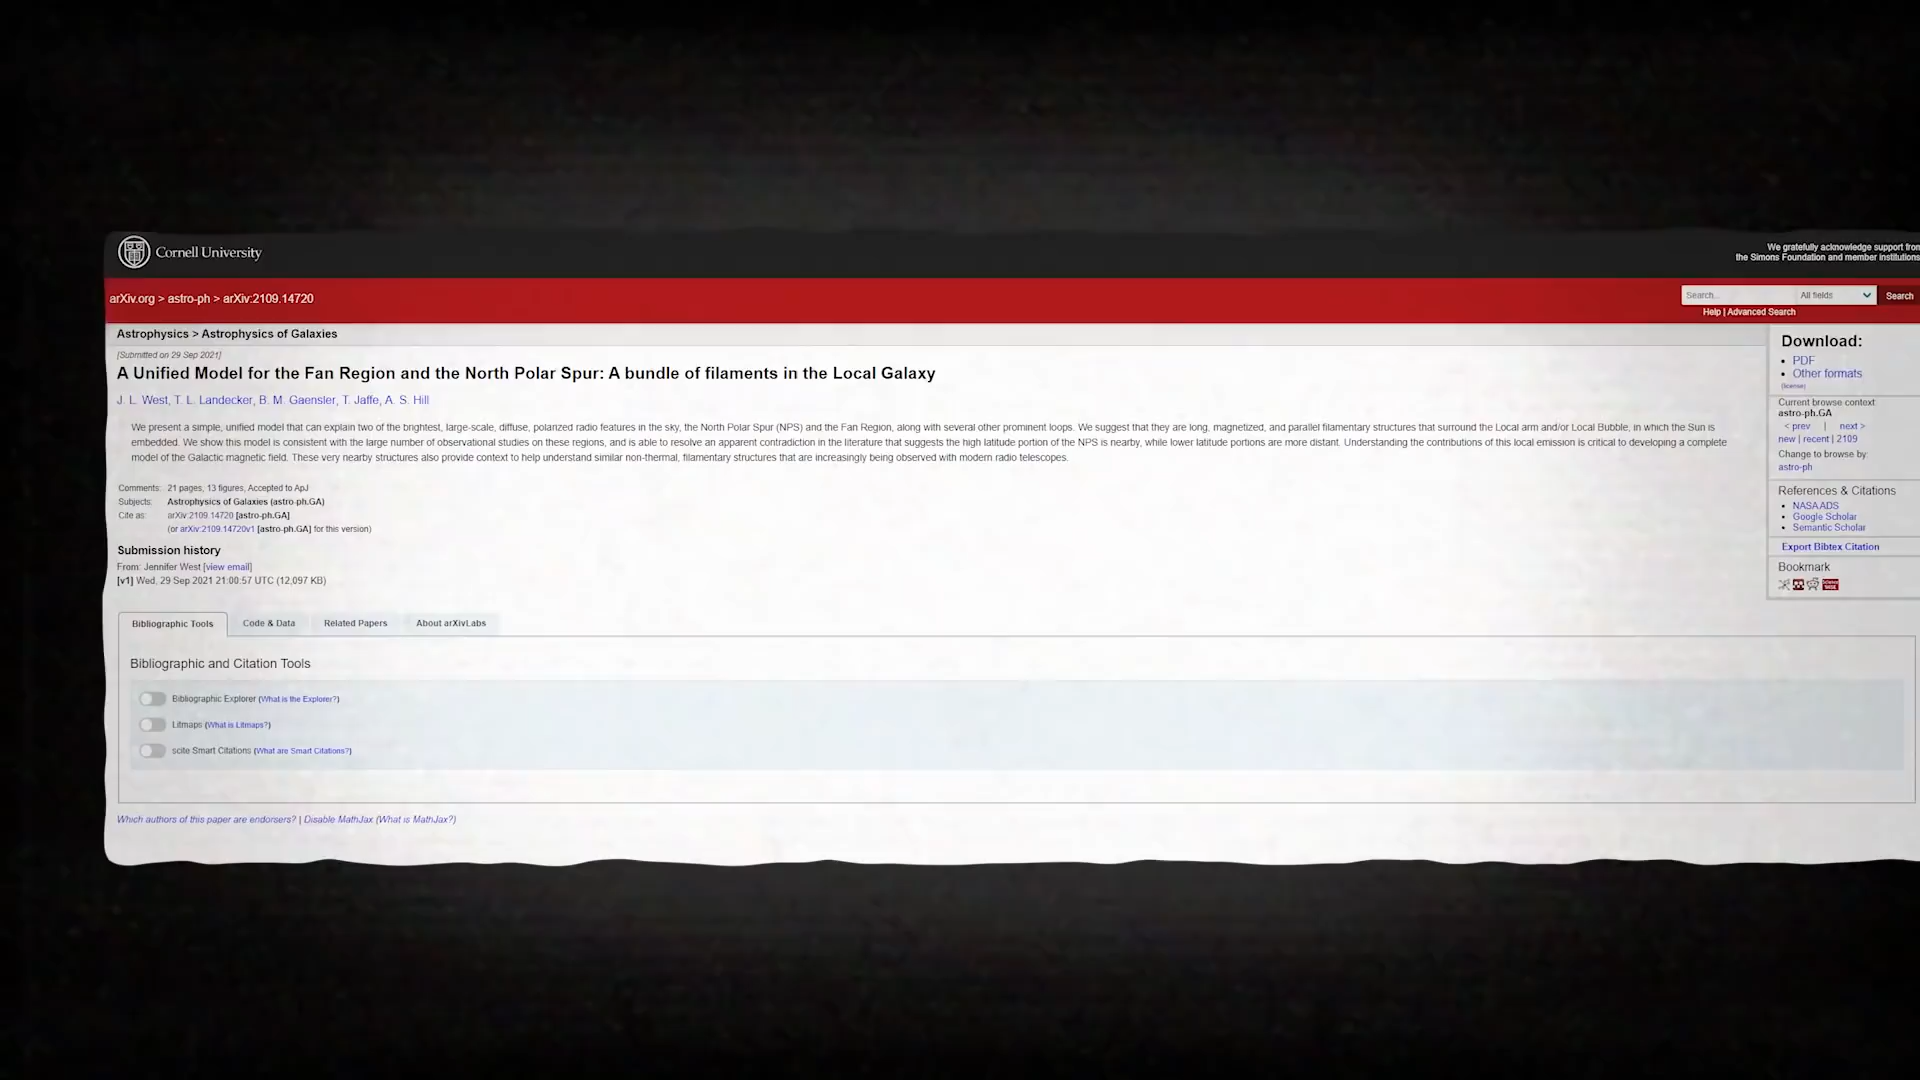 Cornell University
We gratefully acknowledge support from
the Simons Foundation and member institutions
arXiv.org > astro-ph > arXiv:2109.14720
Search...
All fields
Search
Help | Advanced Search
Astrophysics > Astrophysics of Galaxies
[Submitted on 29 Sep 2021]
A Unified Model for the Fan Region and the North Polar Spur: A bundle of filaments in the Local Galaxy
J. L. West, T. L. Landecker, B. M. Gaensler, T. Jaffe, A. S. Hill
We present a simple, unified model that can explain two of the brightest, large-scale, diffuse, polarized radio features in the sky, the North Polar Spur (NPS) and the Fan Region, along with several other prominent loops. We suggest that they are long, magnetized, and parallel filamentary structures that surround the Local arm and/or Local Bubble, in which the Sun is
embedded. We show this model is consistent with the large number of observational studies on these regions, and is able to resolve an apparent contradiction in the literature that suggests the high latitude portion of the NPS is nearby, while lower latitude portions are more distant. Understanding the contributions of this local emission is critical to developing a complete
model of the Galactic magnetic field. These very nearby structures also provide context to help understand similar non-thermal, filamentary structures that are increasingly being observed with modern radio telescopes.
Comments: 21 pages, 13 figures, Accepted to ApJ
Subjects: Astrophysics of Galaxies (astro-ph.GA)
Cite as: arXiv:2109.14720 [astro-ph.GA]
(or arXiv:2109.14720v1 [astro-ph.GA] for this version)
Submission history
From: Jennifer West [view email]
[v1] Wed, 29 Sep 2021 21:00:57 UTC (12,097 KB)
Download:
PDF
Other formats
(license)
Current browse context:
astro-ph.GA
< prev | next >
new | recent | 2109
Change to browse by:
astro-ph
References & Citations
NASA ADS
Google Scholar
Semantic Scholar
Export Bibtex Citation
Bookmark
Bibliographic Tools
Code & Data
Related Papers
About arXivLabs
Bibliographic and Citation Tools
Bibliographic Explorer (What is the Explorer?)
Litmaps (What is Litmaps?)
scite Smart Citations (What are Smart Citations?)
Which authors of this paper are endorsers? | Disable MathJax (What is MathJax?)